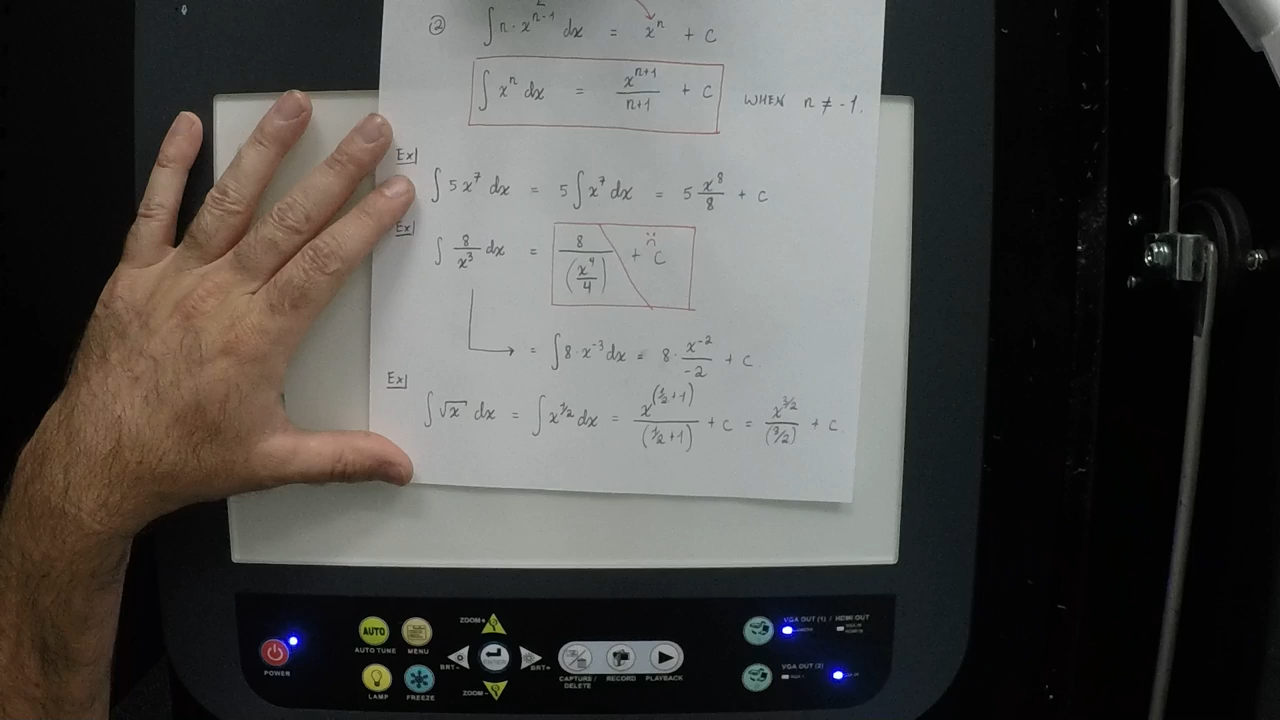 ② ∫ n · x^(n-1) dx = x^n + C
∫ x^n dx = x^(n+1)/(n+1) + C WHEN n ≠ -1.
Ex|
∫ 5x^7 dx = 5 ∫ x^7 dx = 5 x^8/8 + C
Ex|
∫ 8/x^3 dx = 8/(x^4/4) + C
= ∫ 8 · x^-3 dx = 8 · x^-2/-2 + C
Ex|
∫ √x dx = ∫ x^(1/2) dx = x^(1/2+1)/(1/2+1) + C = x^(3/2)/(3/2) + C.
POWER
AUTO
AUTO TUNE
MENU
LAMP
FREEZE
ZOOM+
BRT-
BRT+
ZOOM-
CAPTURE/
DELETE
RECORD
PLAYBACK
VGA OUT (1) / HDMI OUT
VGA OUT (2)